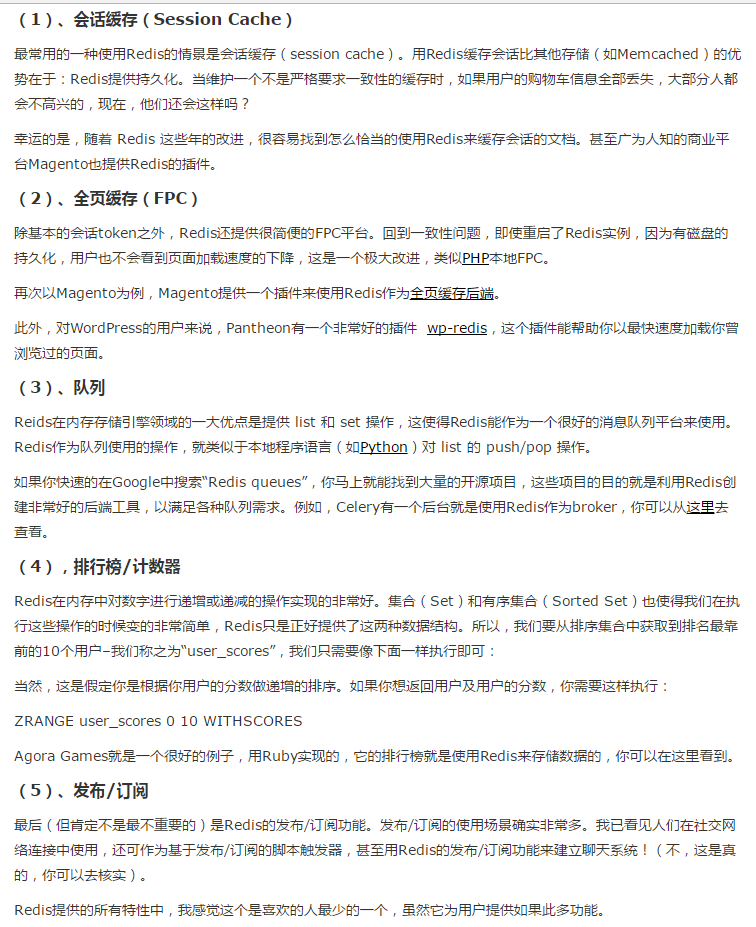 （1）、会话缓存（Session Cache）
最常用的一种使用Redis的情景是会话缓存（session cache）。用Redis缓存会话比其他存储（如Memcached）的优
势在于：Redis提供持久化。当维护一个不是严格要求一致性的缓存时，如果用户的购物车信息全部丢失，大部分人都
会不高兴的，现在，他们还会这样吗？
幸运的是，随着 Redis 这些年的改进，很容易找到怎么恰当的使用Redis来缓存会话的文档。甚至广为人知的商业平
台Magento也提供Redis的插件。
（2）、全页缓存（FPC）
除基本的会话token之外，Redis还提供很简便的FPC平台。回到一致性问题，即使重启了Redis实例，因为有磁盘的
持久化，用户也不会看到页面加载速度的下降，这是一个极大改进，类似PHP本地FPC。
再次以Magento为例，Magento提供一个插件来使用Redis作为全页缓存后端。
此外，对WordPress的用户来说，Pantheon有一个非常好的插件 wp-redis，这个插件能帮助你以最快速度加载你曾
浏览过的页面。
（3）、队列
Reids在内存存储引擎领域的一大优点是提供 list 和 set 操作，这使得Redis能作为一个很好的消息队列平台来使用。
Redis作为队列使用的操作，就类似于本地程序语言（如Python）对 list 的 push/pop 操作。
如果你快速的在Google中搜索“Redis queues”，你马上就能找到大量的开源项目，这些项目的目的就是利用Redis创
建非常好的后端工具，以满足各种队列需求。例如，Celery有一个后台就是使用Redis作为broker，你可以从这里去
查看。
（4），排行榜/计数器
Redis在内存中对数字进行递增或递减的操作实现的非常好。集合（Set）和有序集合（Sorted Set）也使得我们在执
行这些操作的时候变的非常简单，Redis只是正好提供了这两种数据结构。所以，我们要从排序集合中获取到排名最靠
前的10个用户–我们称之为“user_scores”，我们只需要像下面一样执行即可：
当然，这是假定你是根据你用户的分数做递增的排序。如果你想返回用户及用户的分数，你需要这样执行：
ZRANGE user_scores 0 10 WITHSCORES
Agora Games就是一个很好的例子，用Ruby实现的，它的排行榜就是使用Redis来存储数据的，你可以在这里看到。
（5）、发布/订阅
最后（但肯定不是最不重要的）是Redis的发布/订阅功能。发布/订阅的使用场景确实非常多。我已看见人们在社交网
络连接中使用，还可作为基于发布/订阅的脚本触发器，甚至用Redis的发布/订阅功能来建立聊天系统！（不，这是真
的，你可以去核实）。
Redis提供的所有特性中，我感觉这个是喜欢的人最少的一个，虽然它为用户提供如果此多功能。